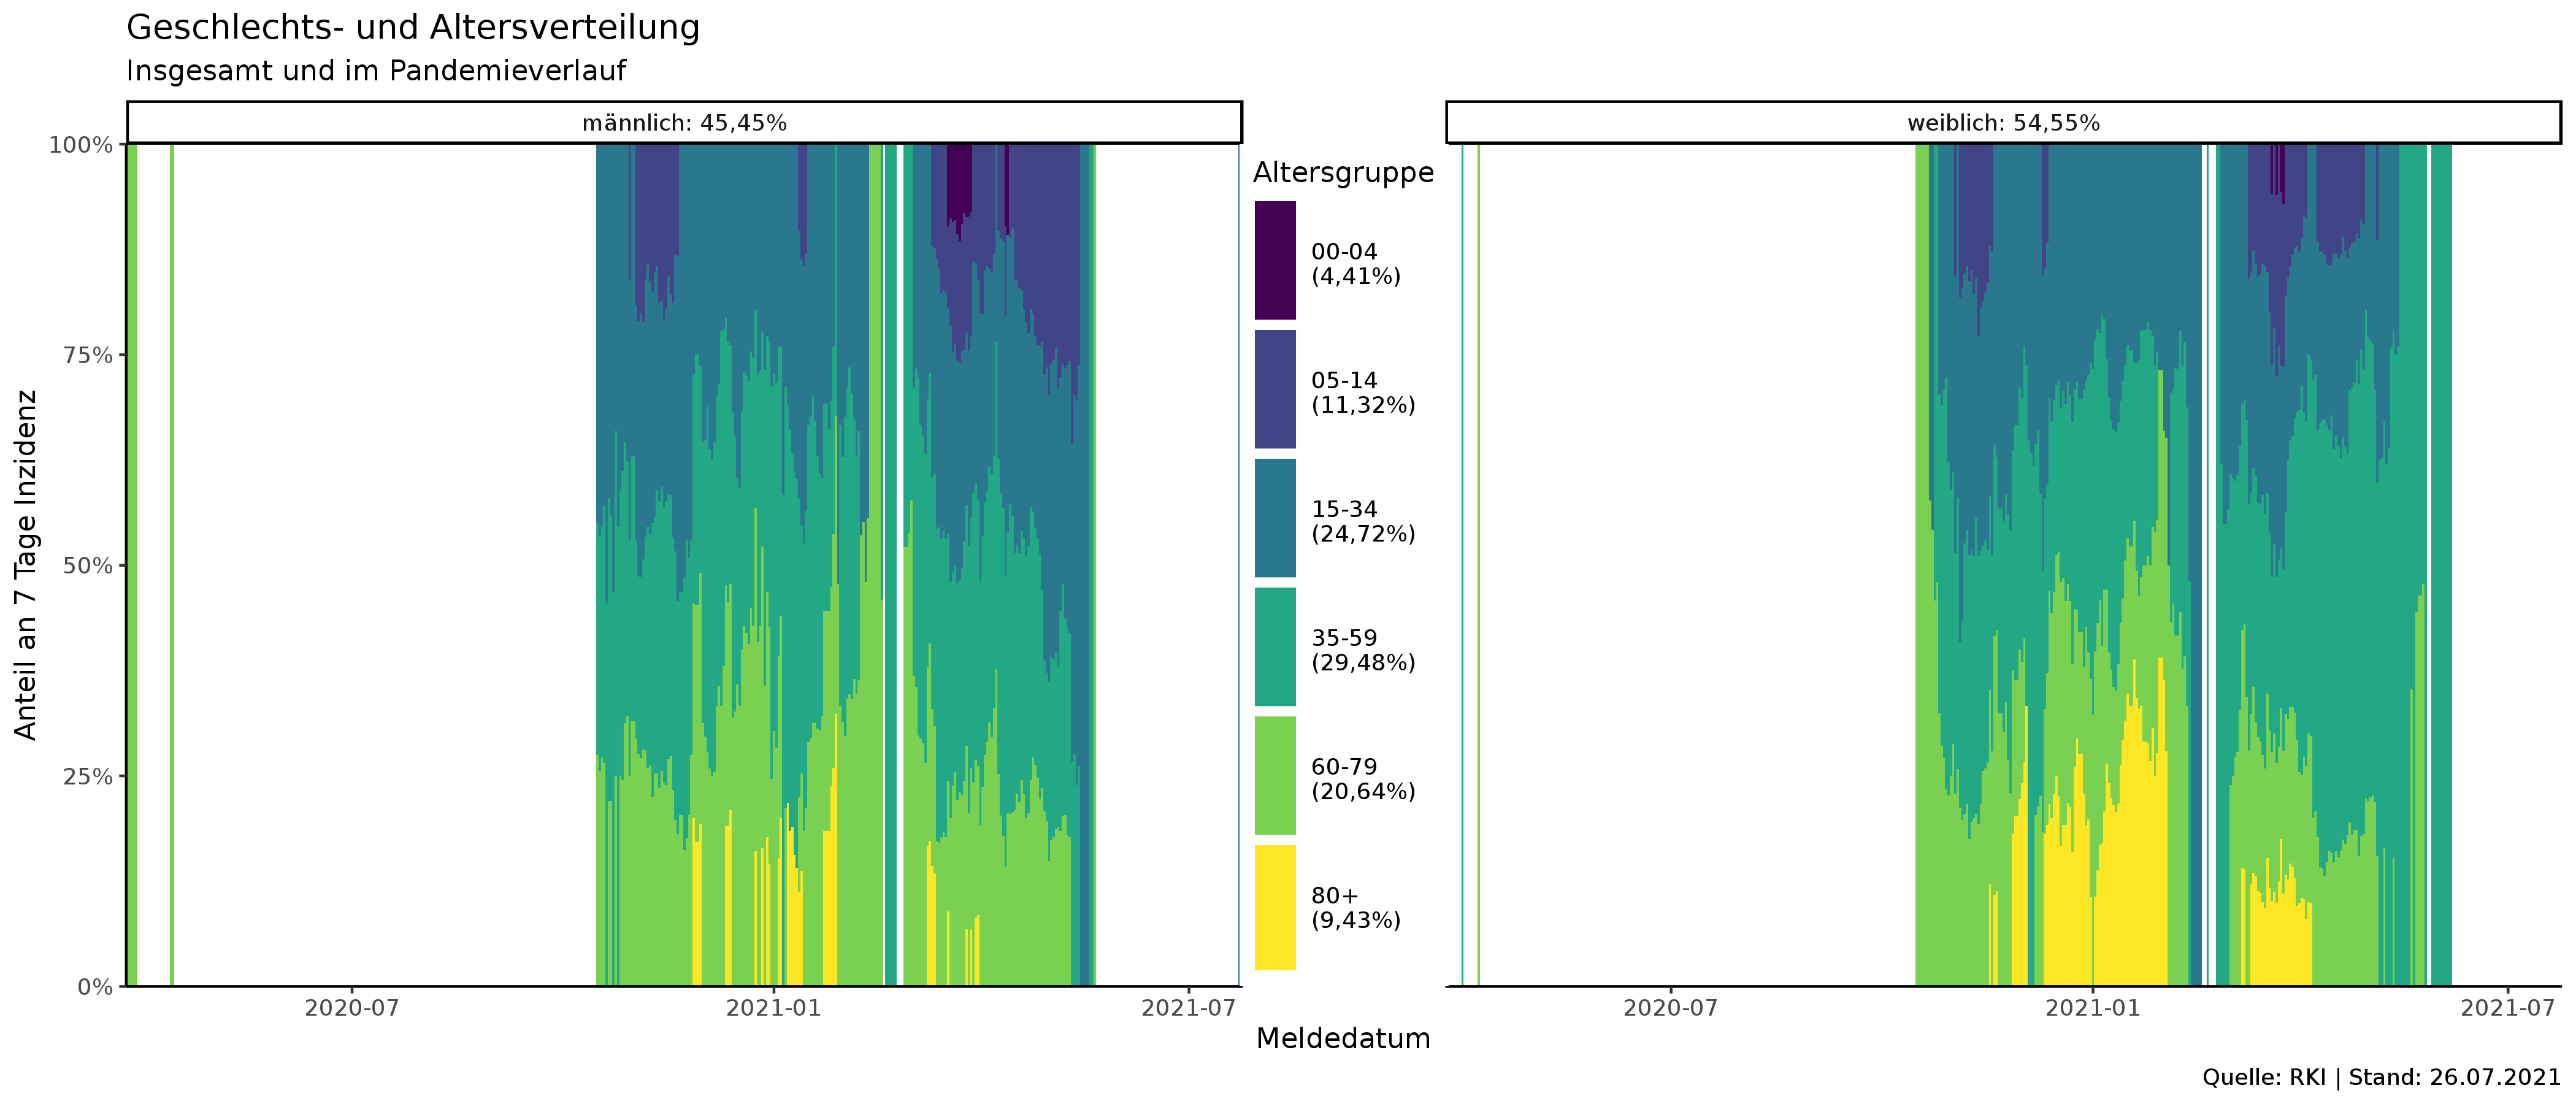 Geschlechts- und Altersverteilung
Insgesamt und im Pandemieverlauf
männlich: 45,45%
weiblich: 54,55%
Anteil an 7 Tage Inzidenz
100%
75%
50%
25%
0%
2020-07
2021-01
2021-07
Altersgruppe
00-04
(4,41%)
05-14
(11,32%)
15-34
(24,72%)
35-59
(29,48%)
60-79
(20,64%)
80+
(9,43%)
2020-07
2021-01
2021-07
Meldedatum
Quelle: RKI | Stand: 26.07.2021